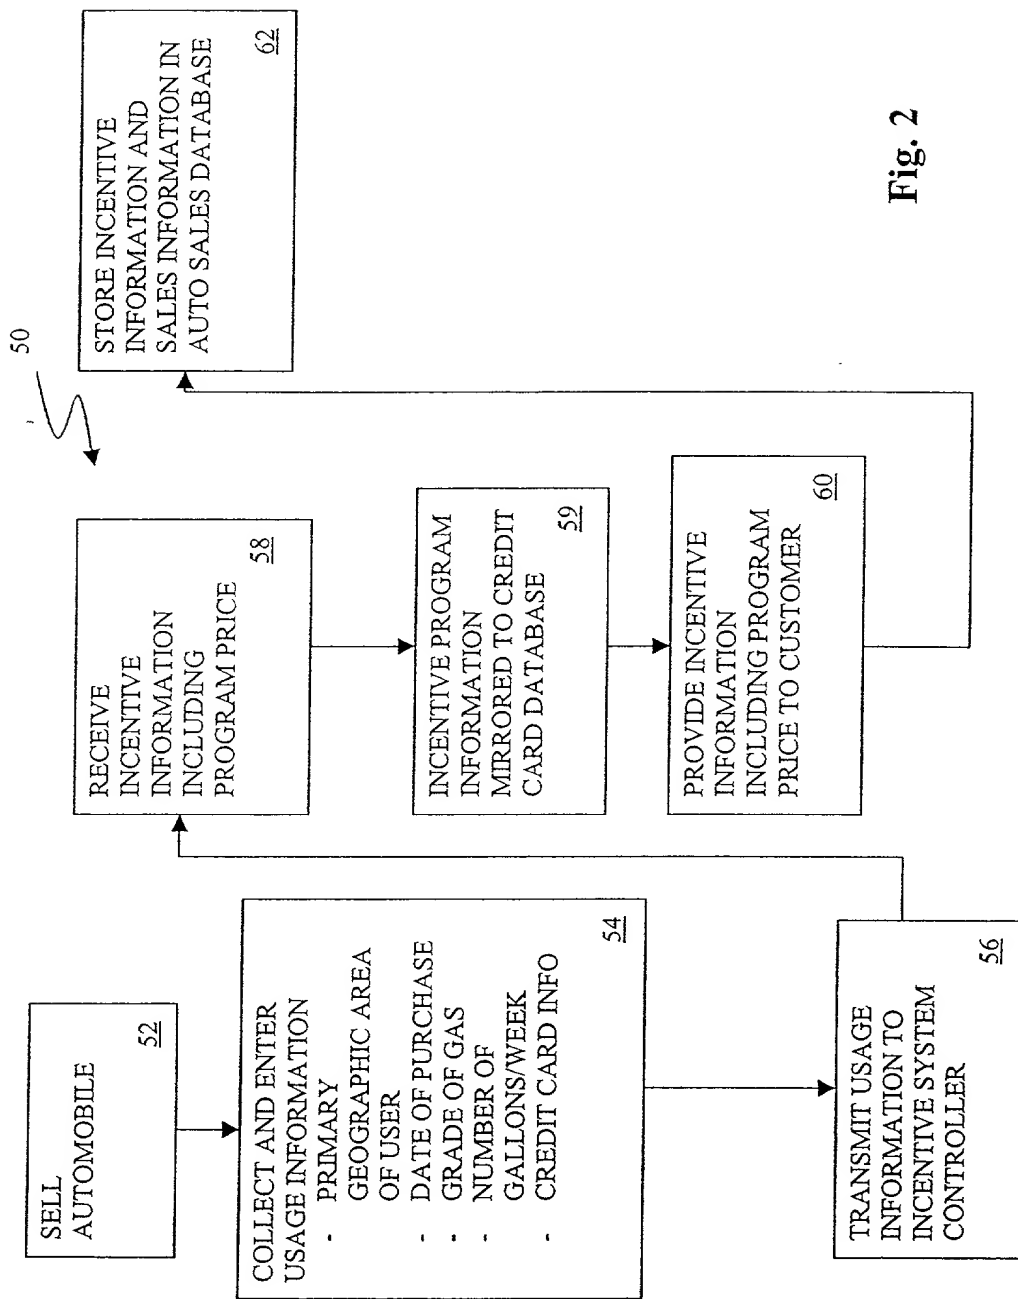 SELL
AUTOMOBILE
52
COLLECT AND ENTER
USAGE INFORMATION
- PRIMARY
GEOGRAPHIC AREA
OF USER
- DATE OF PURCHASE
- GRADE OF GAS
- NUMBER OF
GALLONS/WEEK
- CREDIT CARD INFO
54
TRANSMIT USAGE
INFORMATION TO
INCENTIVE SYSTEM
CONTROLLER
56
RECEIVE
INCENTIVE
INFORMATION
INCLUDING
PROGRAM PRICE
58
INCENTIVE PROGRAM
INFORMATION
MIRRORED TO CREDIT
CARD DATABASE
59
PROVIDE INCENTIVE
INFORMATION
INCLUDING PROGRAM
PRICE TO CUSTOMER
60
50
STORE INCENTIVE
INFORMATION AND
SALES INFORMATION IN
AUTO SALES DATABASE
62
Fig. 2